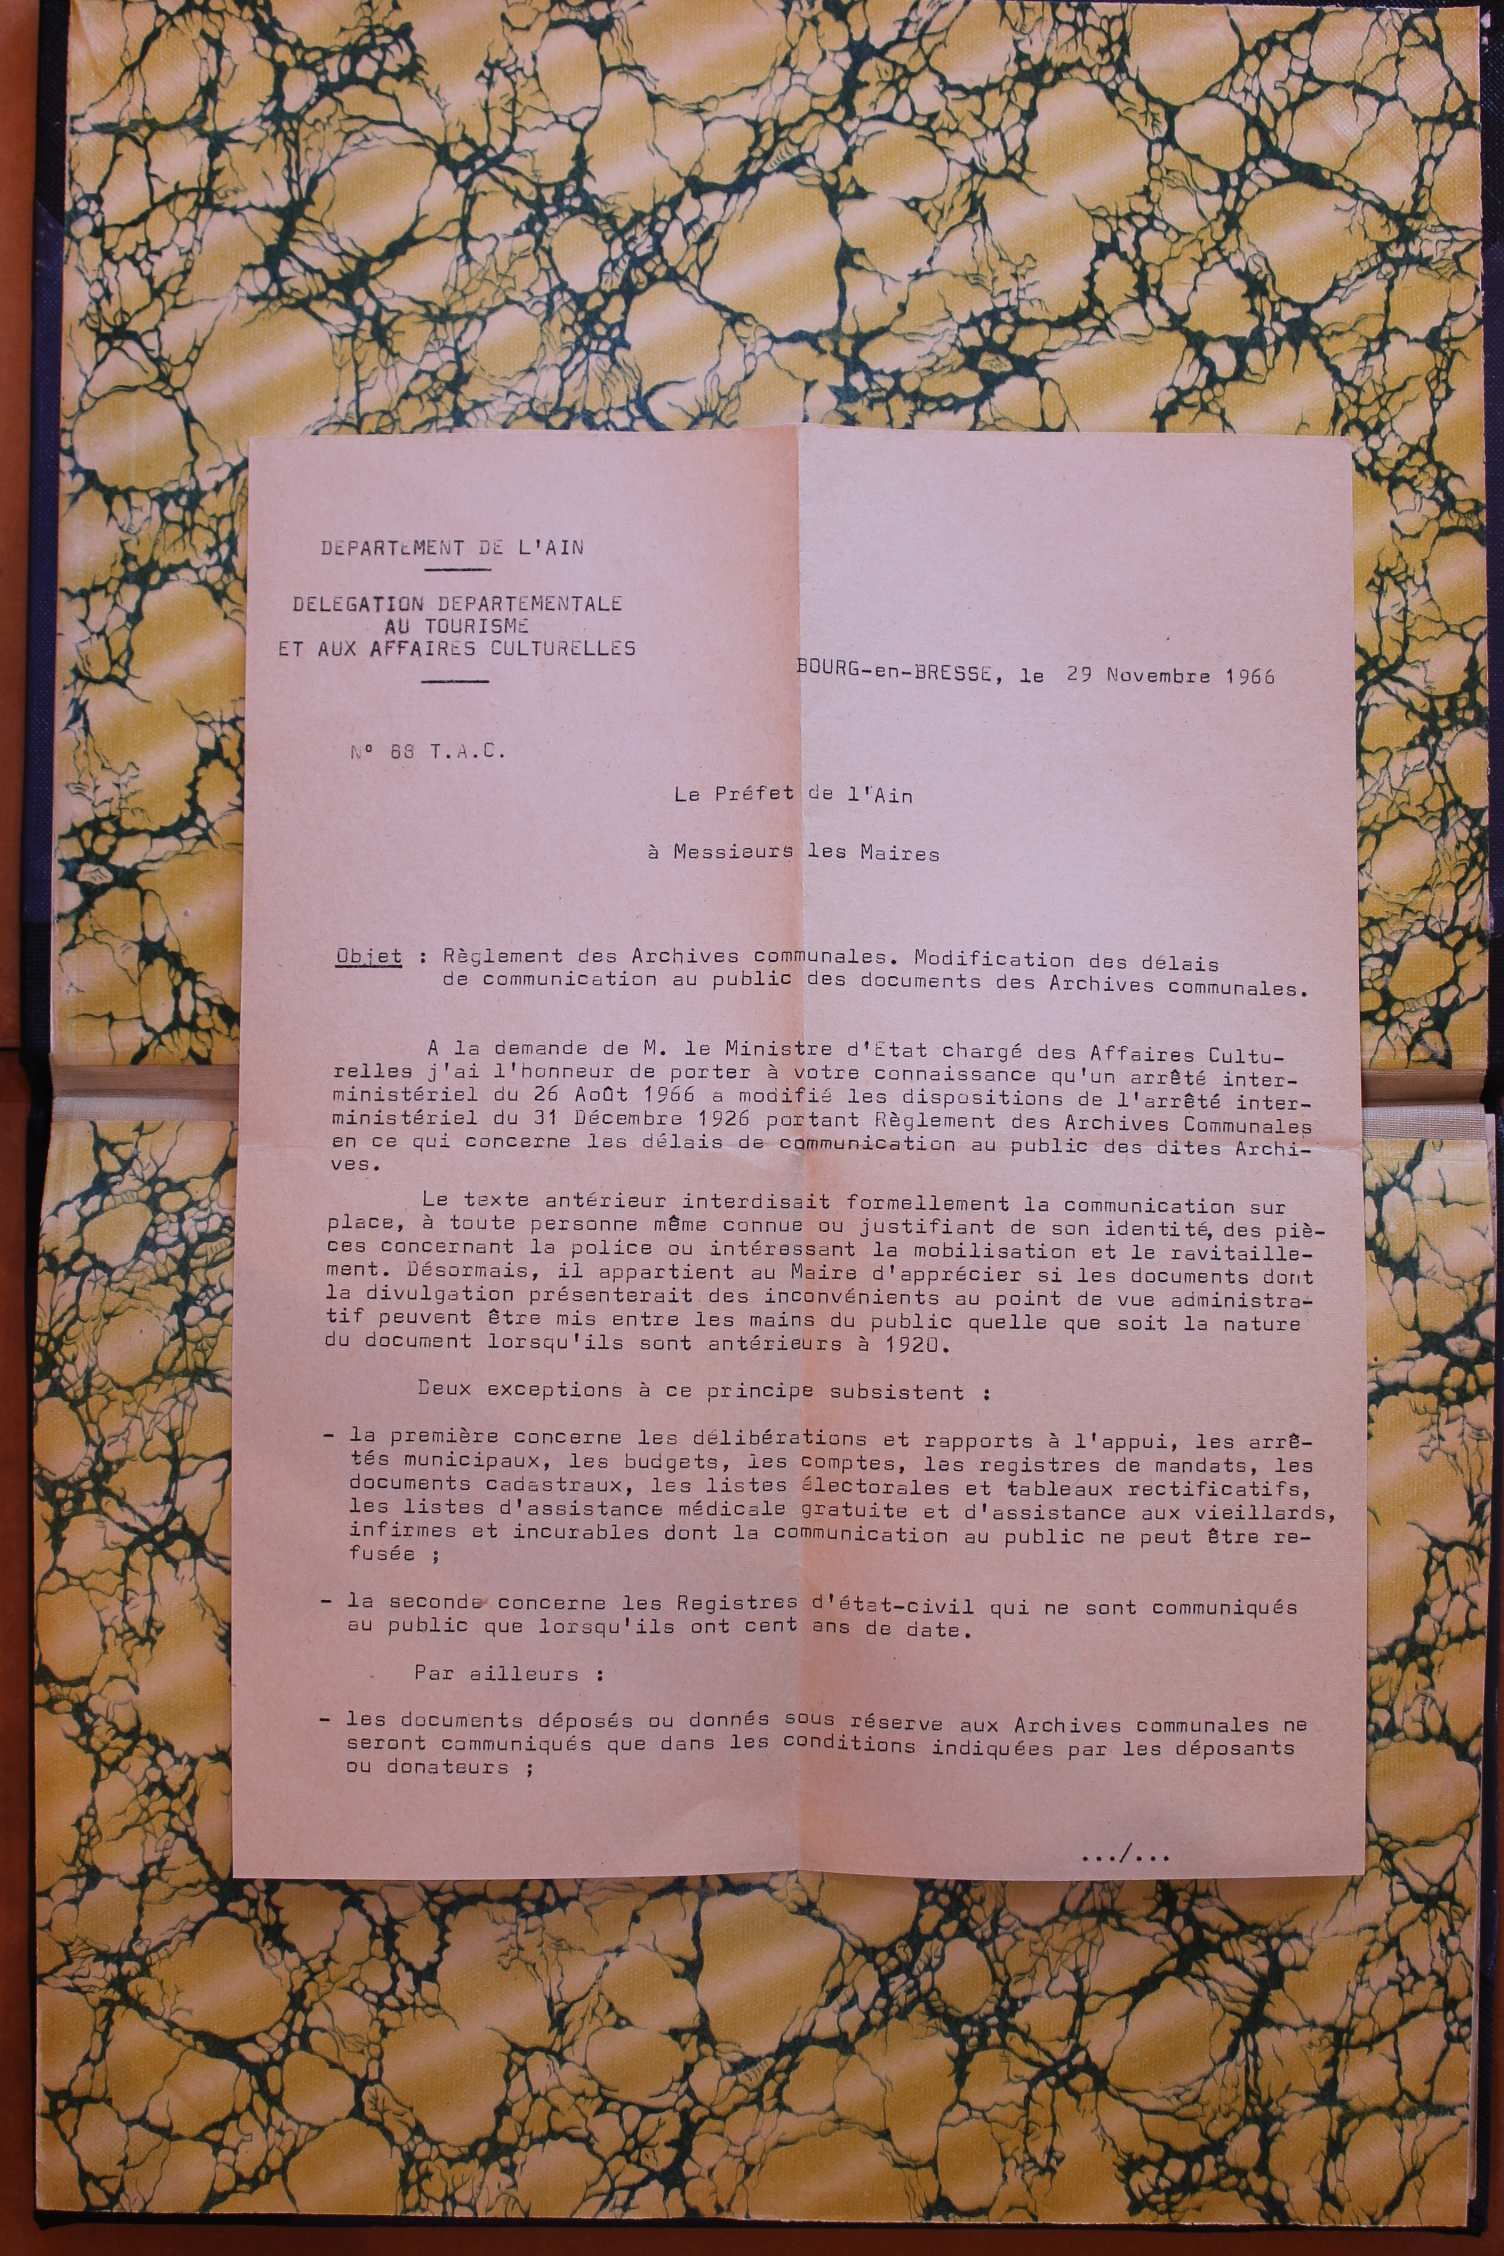 DEPARTEMENT DE L'AIN
DELEGATION DEPARTEMENTALE
AU TOURISME
ET AUX AFFAIRES CULTURELLES
BOURG-en-BRESSE, le 29 Novembre 1966
N° 88 T.A.C.
Le Préfet de l'Ain
à Messieurs les Maires
Objet : Règlement des Archives communales. Modification des délais
de communication au public des documents des Archives communales.
A la demande de M. le Ministre d'Etat chargé des Affaires Cultu-
relles j'ai l'honneur de porter à votre connaissance qu'un arrêté inter-
ministériel du 26 Août 1966 a modifié les dispositions de l'arrêté inter-
ministériel du 31 Décembre 1926 portant Règlement des Archives Communales
en ce qui concerne les délais de communication au public des dites Archi-
ves.
Le texte antérieur interdisait formellement la communication sur
place, à toute personne même connue ou justifiant de son identité, des piè-
ces concernant la police ou intéressant la mobilisation et le ravitaille-
ment. Désormais, il appartient au Maire d'apprécier si les documents dont
la divulgation présenterait des inconvénients au point de vue administra-
tif peuvent être mis entre les mains du public quelle que soit la nature
du document lorsqu'ils sont antérieurs à 1920.
Deux exceptions à ce principe subsistent :
- la première concerne les délibérations et rapports à l'appui, les arrê-
tés municipaux, les budgets, les comptes, les registres de mandats, les
documents cadastraux, les listes électorales et tableaux rectificatifs,
les listes d'assistance médicale gratuite et d'assistance aux vieillards,
infirmes et incurables dont la communication au public ne peut être re-
fusée ;
- la seconde concerne les Registres d'état-civil qui ne sont communiqués
au public que lorsqu'ils ont cent ans de date.
Par ailleurs :
- les documents déposés ou donnés sous réserve aux Archives communales ne
seront communiqués que dans les conditions indiquées par les déposants
ou donateurs ;
.../...